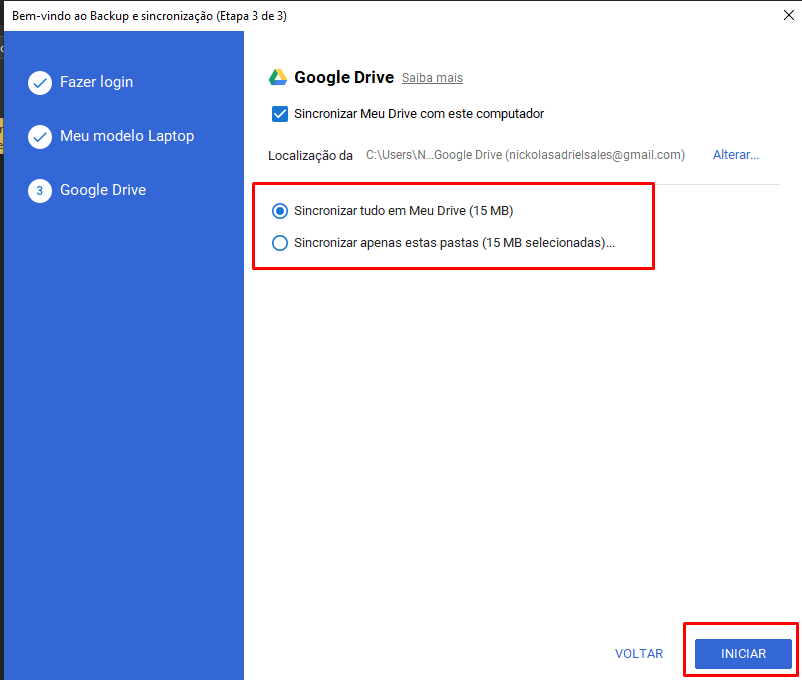 Bem-vindo ao Backup e sincronização (Etapa 3 de 3)
Fazer login
Meu modelo Laptop
3 Google Drive
Google Drive Saiba mais
Sincronizar Meu Drive com este computador
Localização da C:\Users\N...Google Drive (nickolasadrielsales@gmail.com) Alterar...
Sincronizar tudo em Meu Drive (15 MB)
Sincronizar apenas estas pastas (15 MB selecionadas)...
VOLTAR INICIAR